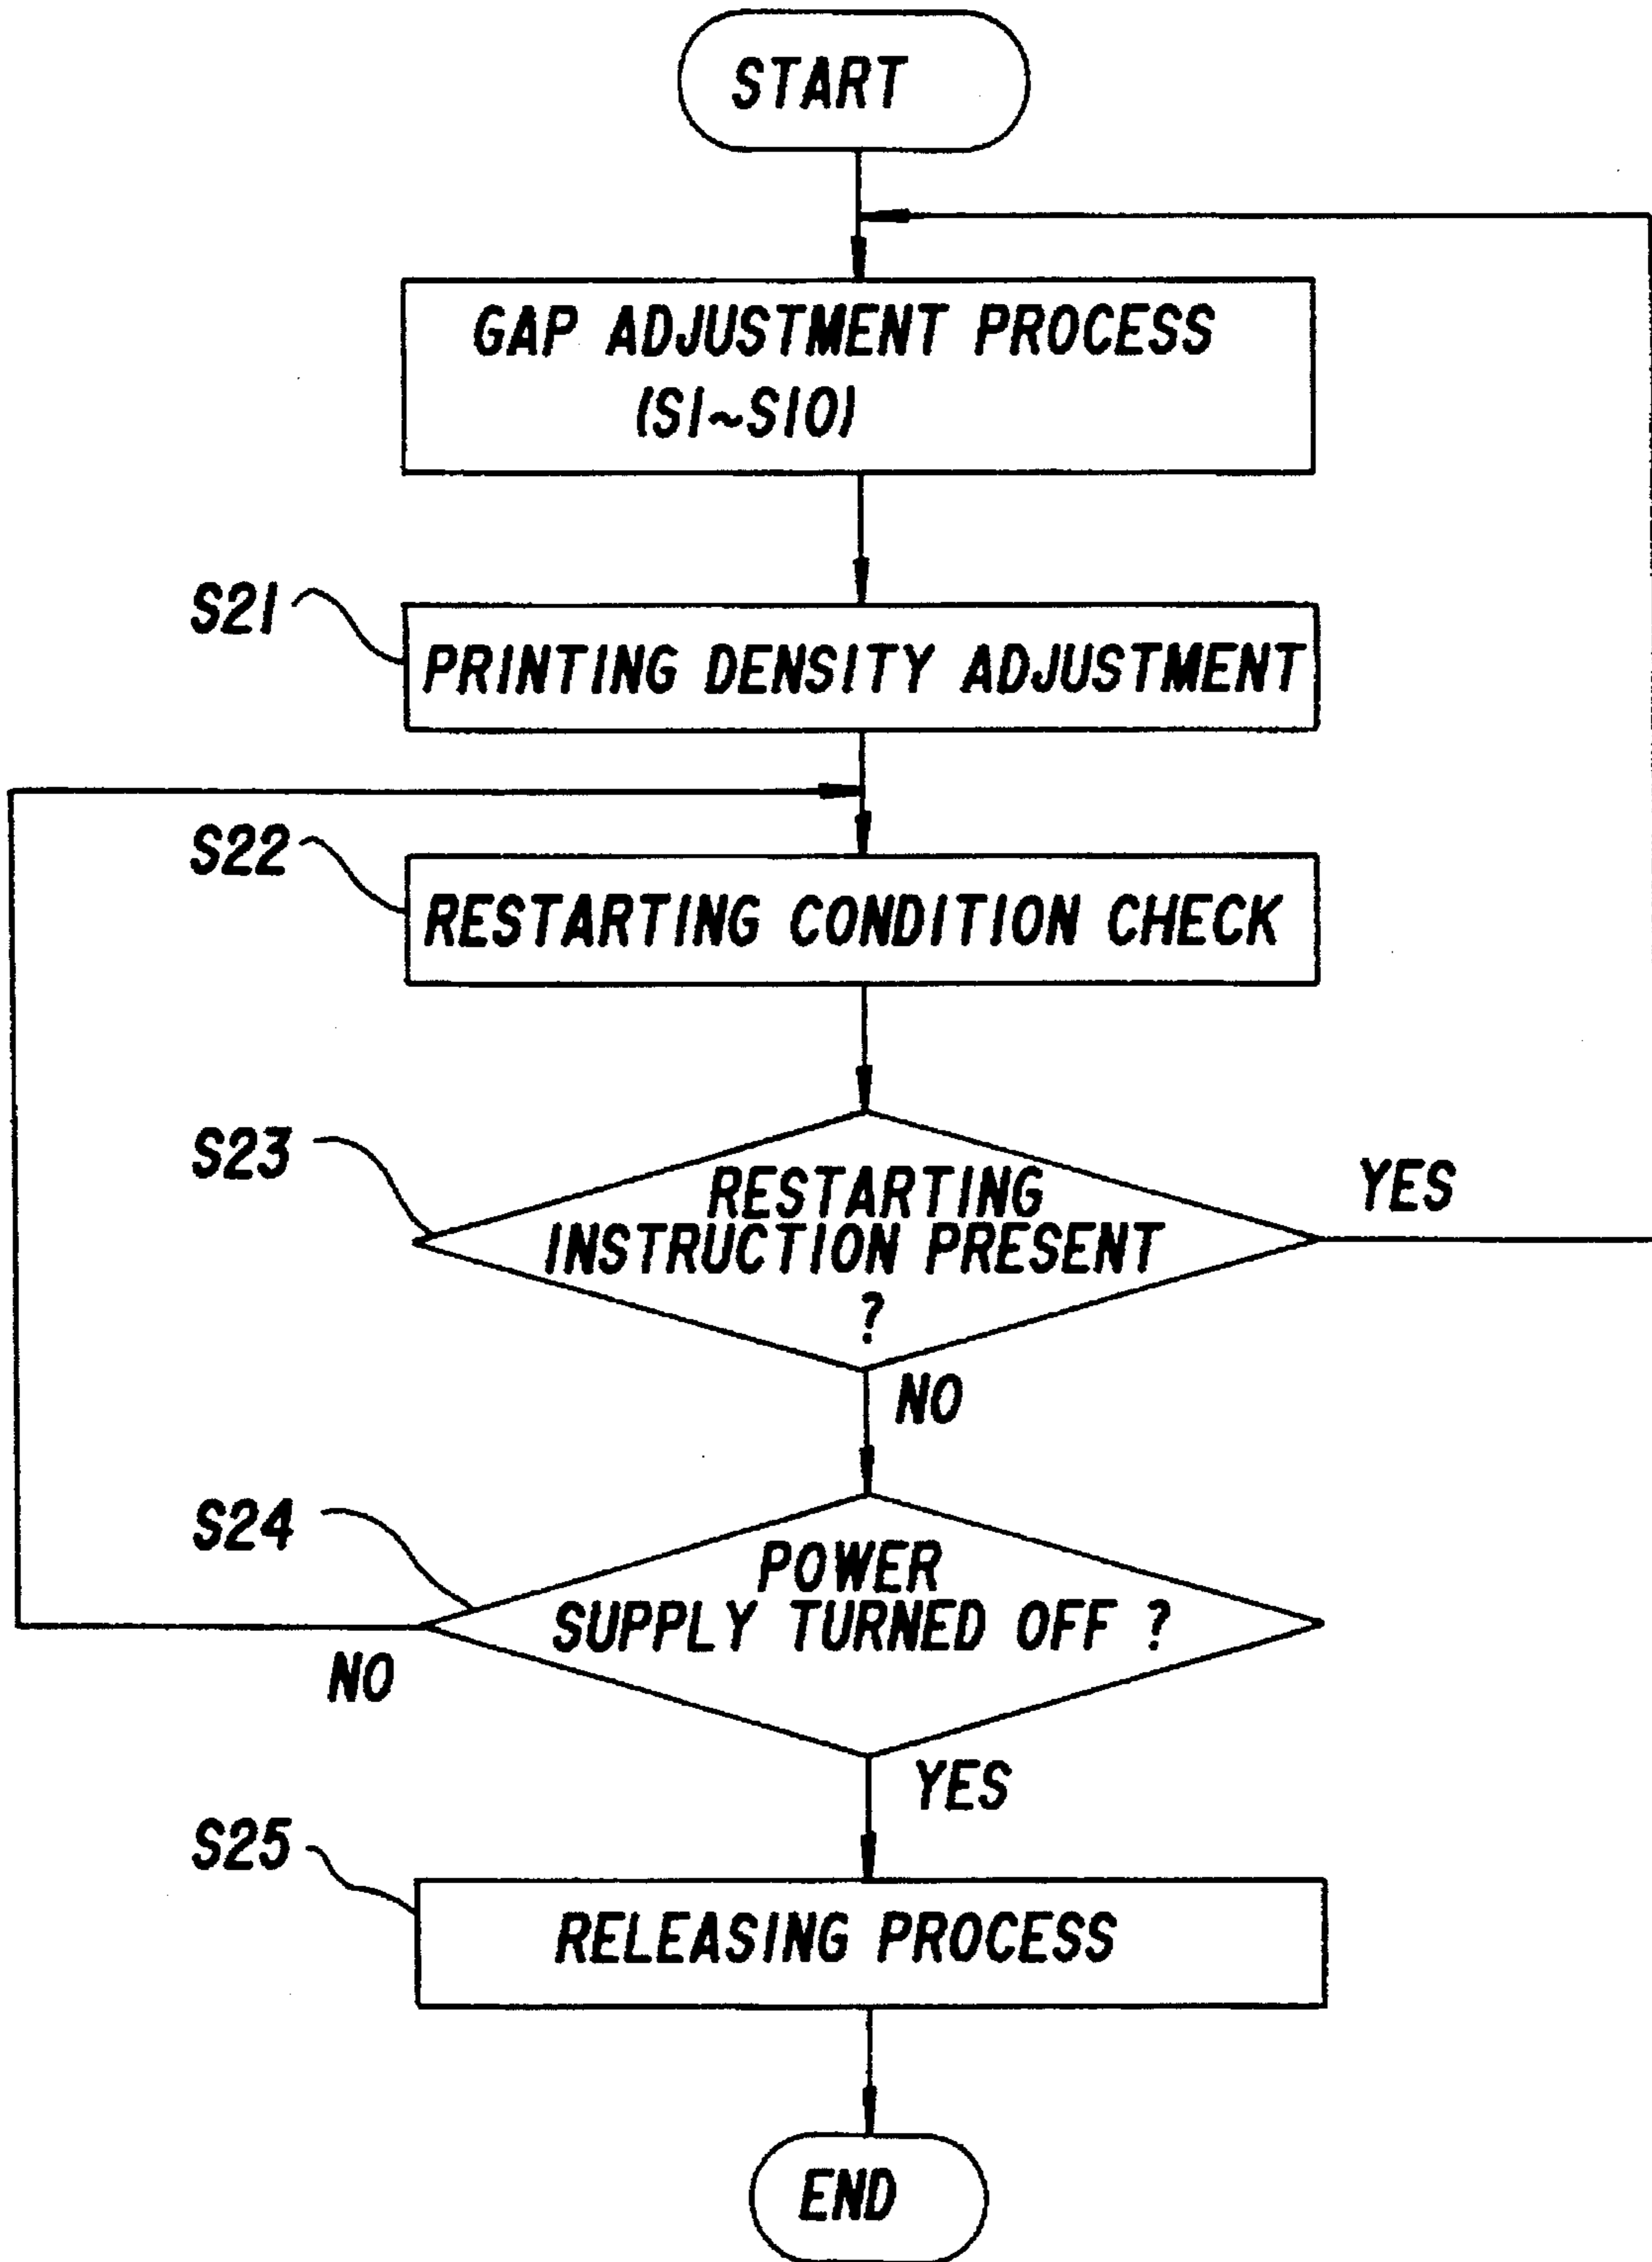 START
GAP ADJUSTMENT PROCESS
(S1~S10)
S21
PRINTING DENSITY ADJUSTMENT
S22
RESTARTING CONDITION CHECK
S23
RESTARTING
INSTRUCTION PRESENT
?
YES
NO
S24
POWER
SUPPLY TURNED OFF ?
NO
YES
S25
RELEASING PROCESS
END